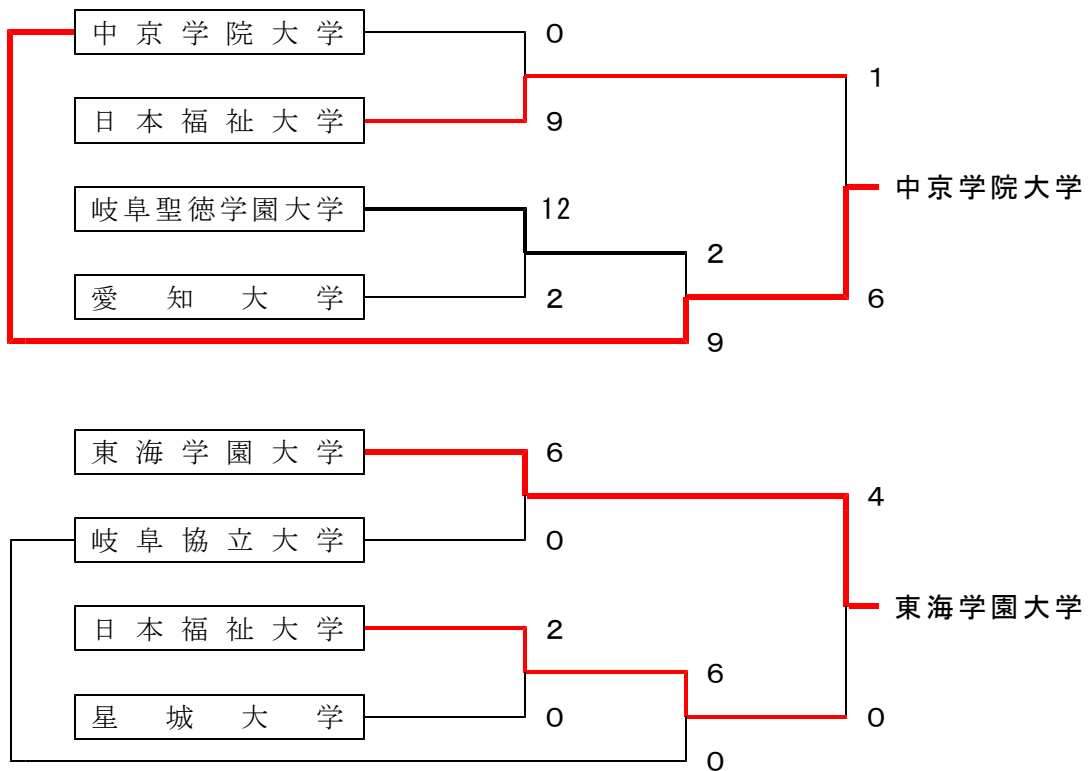 中京学院大学 0
1
日本福祉大学 9
中京学院大学
岐阜聖徳学園大学 12
2
愛知大学 2 6
9
東海学園大学 6
4
岐阜協立大学 0
東海学園大学
日本福祉大学 2
6
星城大学 0 0
0